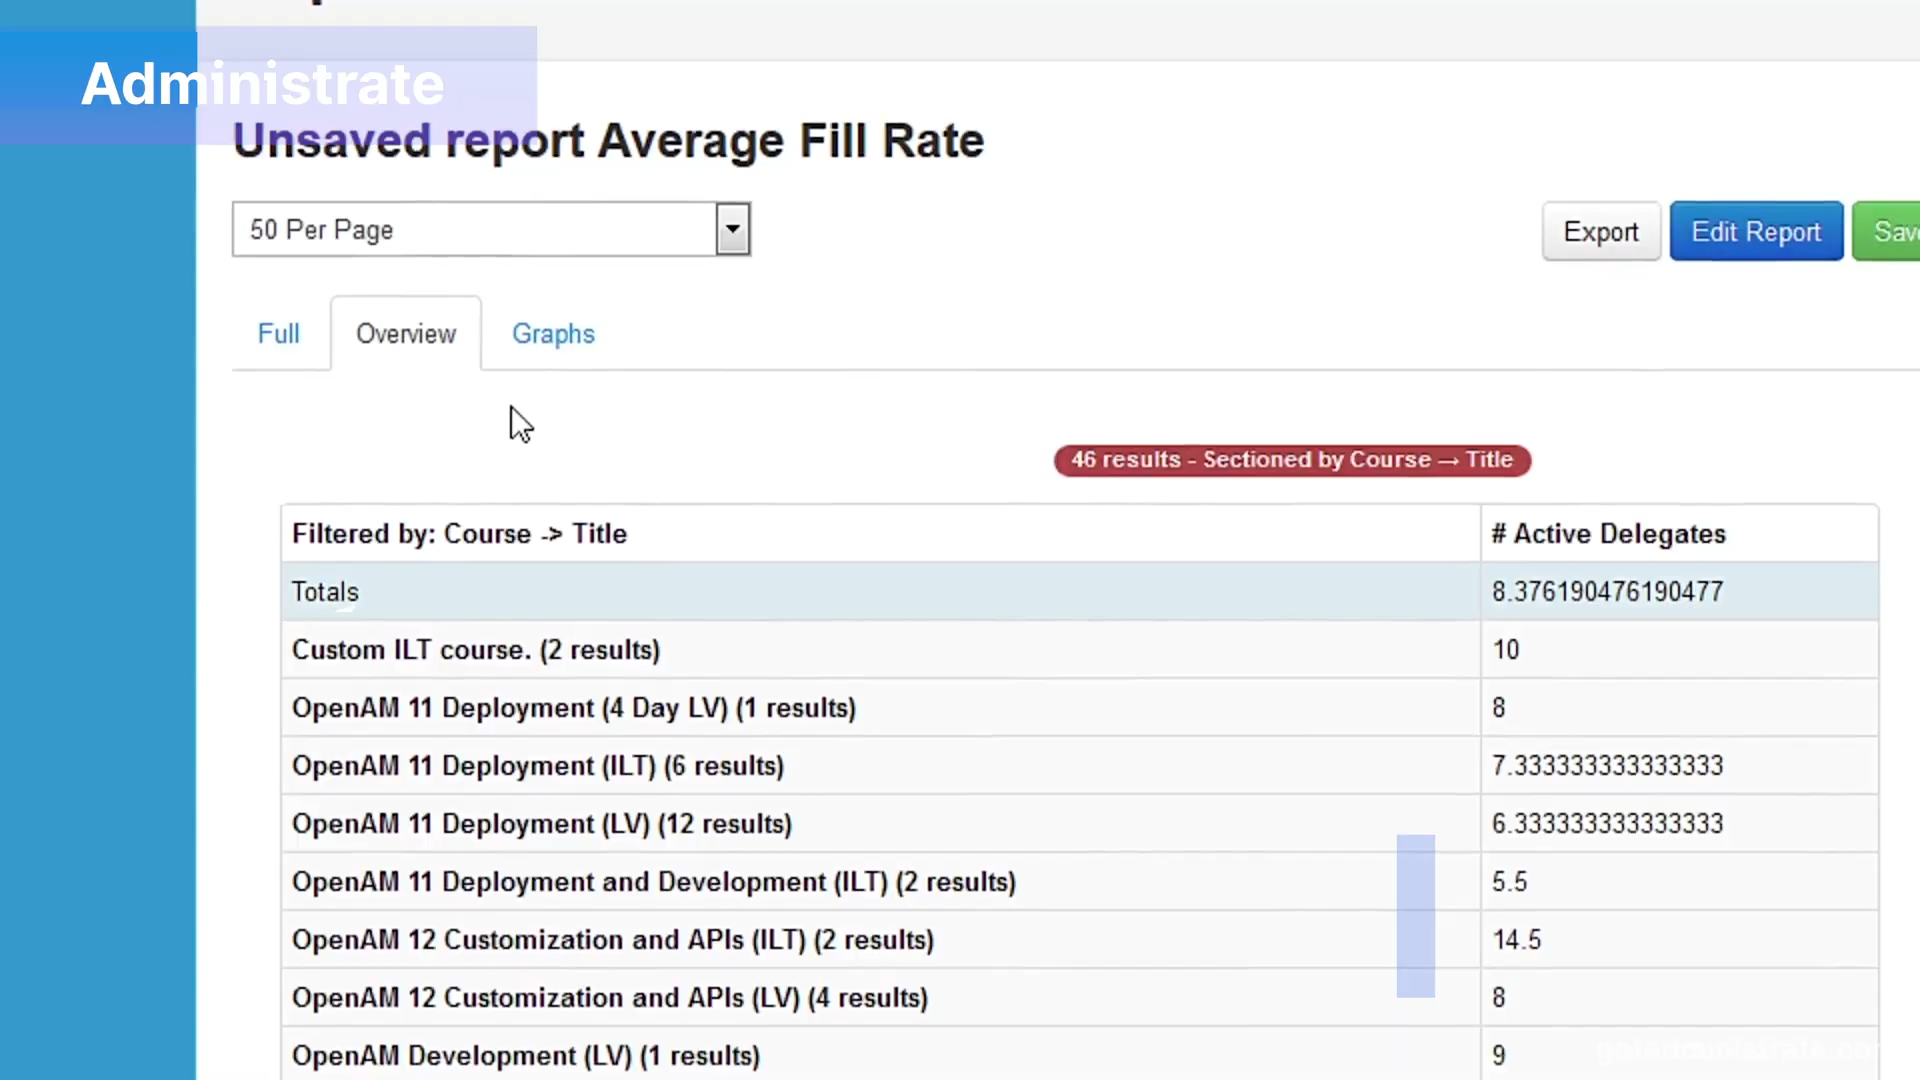 Administrate
Unsaved report Average Fill Rate
50 Per Page
Export
Edit Report
Full
Overview
Graphs
46 results - Sectioned by Course → Title
Filtered by: Course -> Title
# Active Delegates
Totals
8.376190476190477
Custom ILT course. (2 results)
10
OpenAM 11 Deployment (4 Day LV) (1 results)
8
OpenAM 11 Deployment (ILT) (6 results)
7.333333333333333
OpenAM 11 Deployment (LV) (12 results)
6.333333333333333
OpenAM 11 Deployment and Development (ILT) (2 results)
5.5
OpenAM 12 Customization and APIs (ILT) (2 results)
14.5
OpenAM 12 Customization and APIs (LV) (4 results)
8
OpenAM Development (LV) (1 results)
9